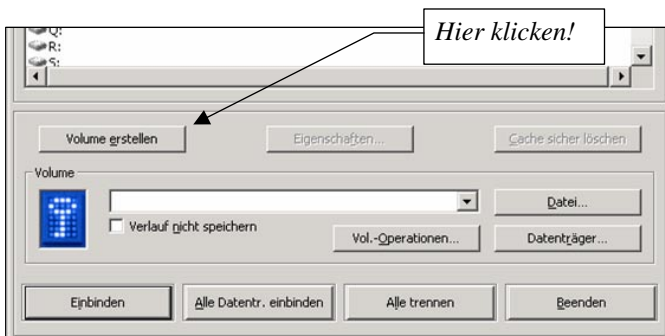 Hier klicken!
Q:
R:
S:
Volume erstellen
Eigenschaften...
Cache sicher löschen
Volume
Datei...
Verlauf nicht speichern
Vol.-Operationen...
Datenträger...
Einbinden
Alle Datentr. einbinden
Alle trennen
Beenden